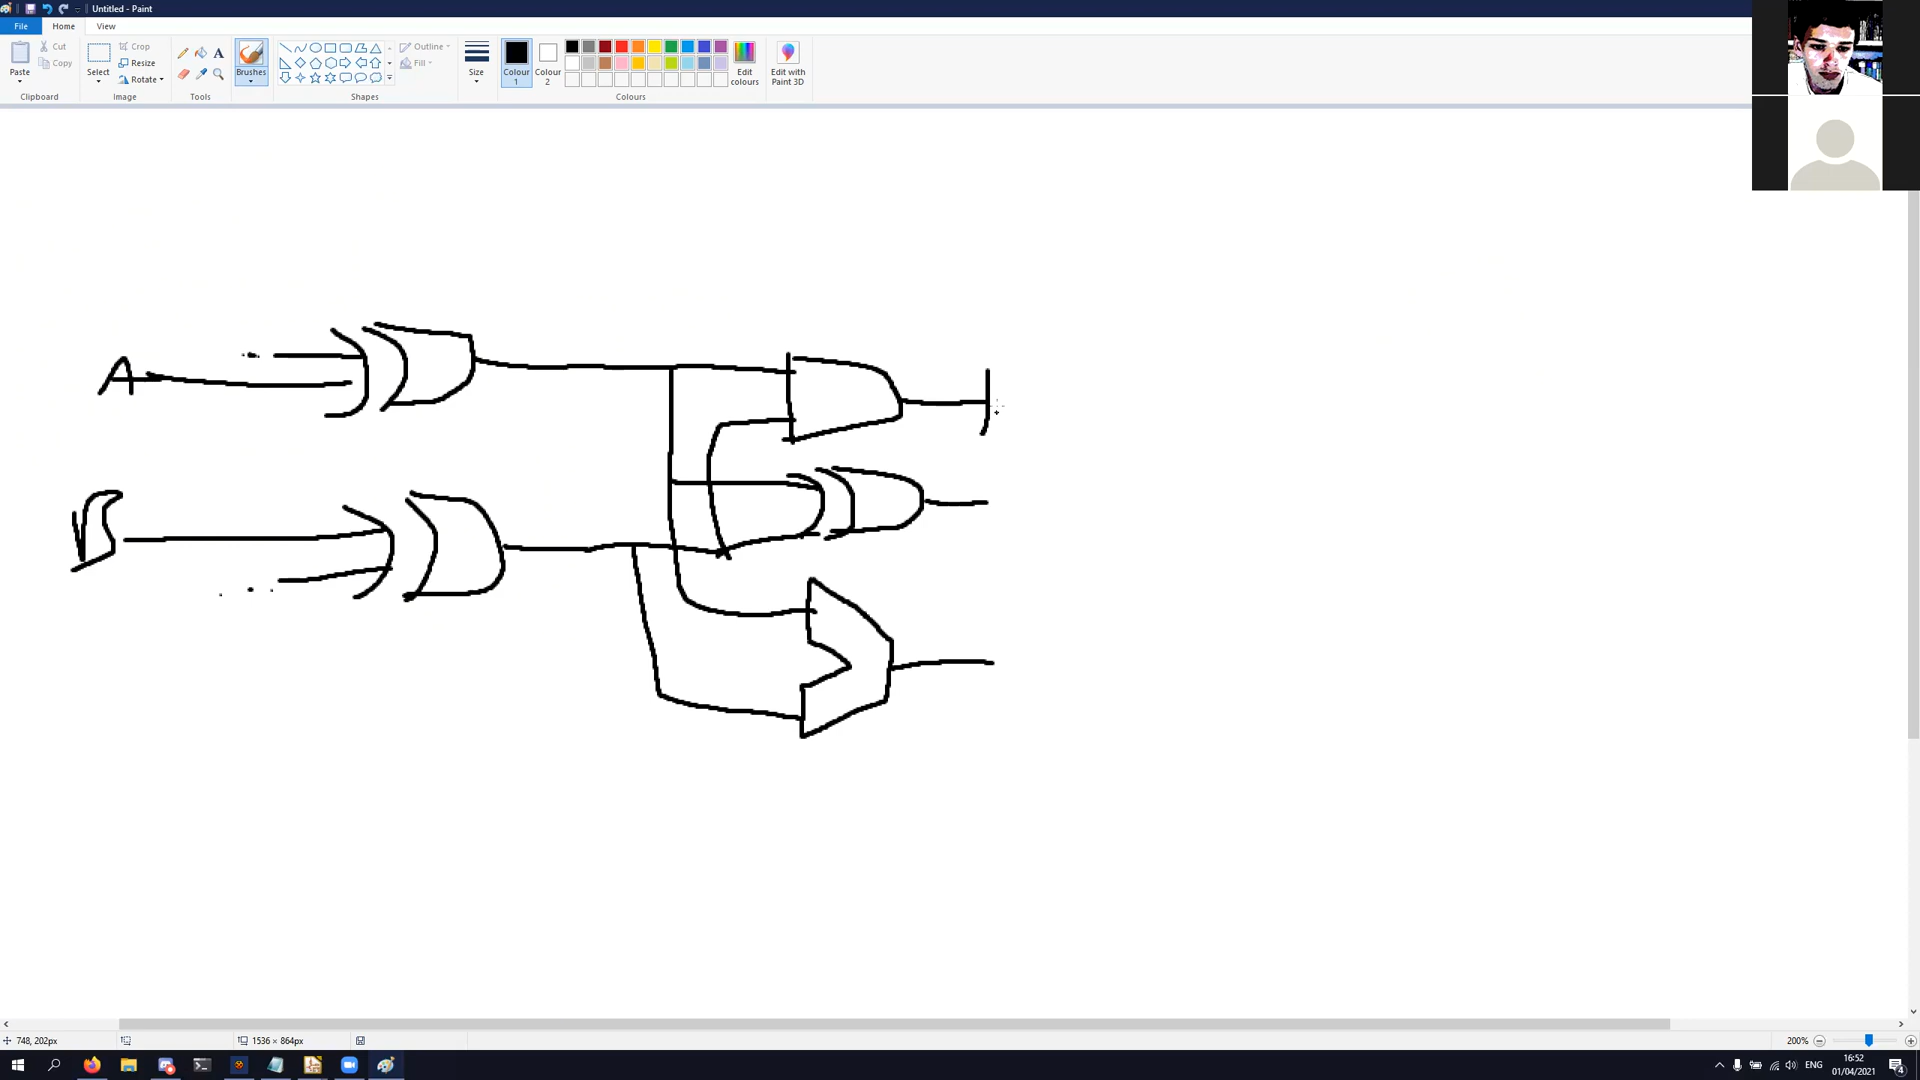 Untitled - Paint
File Home View
Cut Crop Outline
Paste Copy Select Resize Brushes Fill Size Colour 1 Colour 2 Edit colours Edit with Paint 3D
Rotate
Clipboard Image Tools Shapes Colours
A
748, 202px 1536 × 864px 200%
16:52
ENG
01/04/2021
4